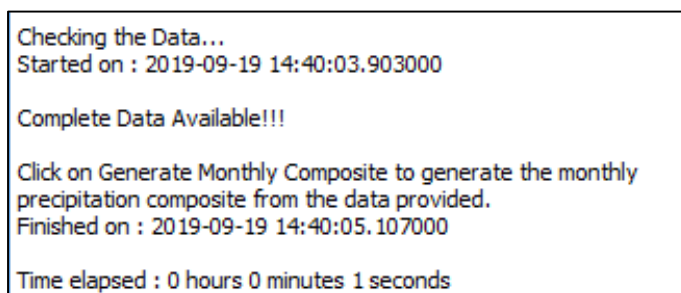 Checking the Data...
Started on : 2019-09-19 14:40:03.903000
Complete Data Available!!!
Click on Generate Monthly Composite to generate the monthly
precipitation composite from the data provided.
Finished on : 2019-09-19 14:40:05.107000
Time elapsed : 0 hours 0 minutes 1 seconds